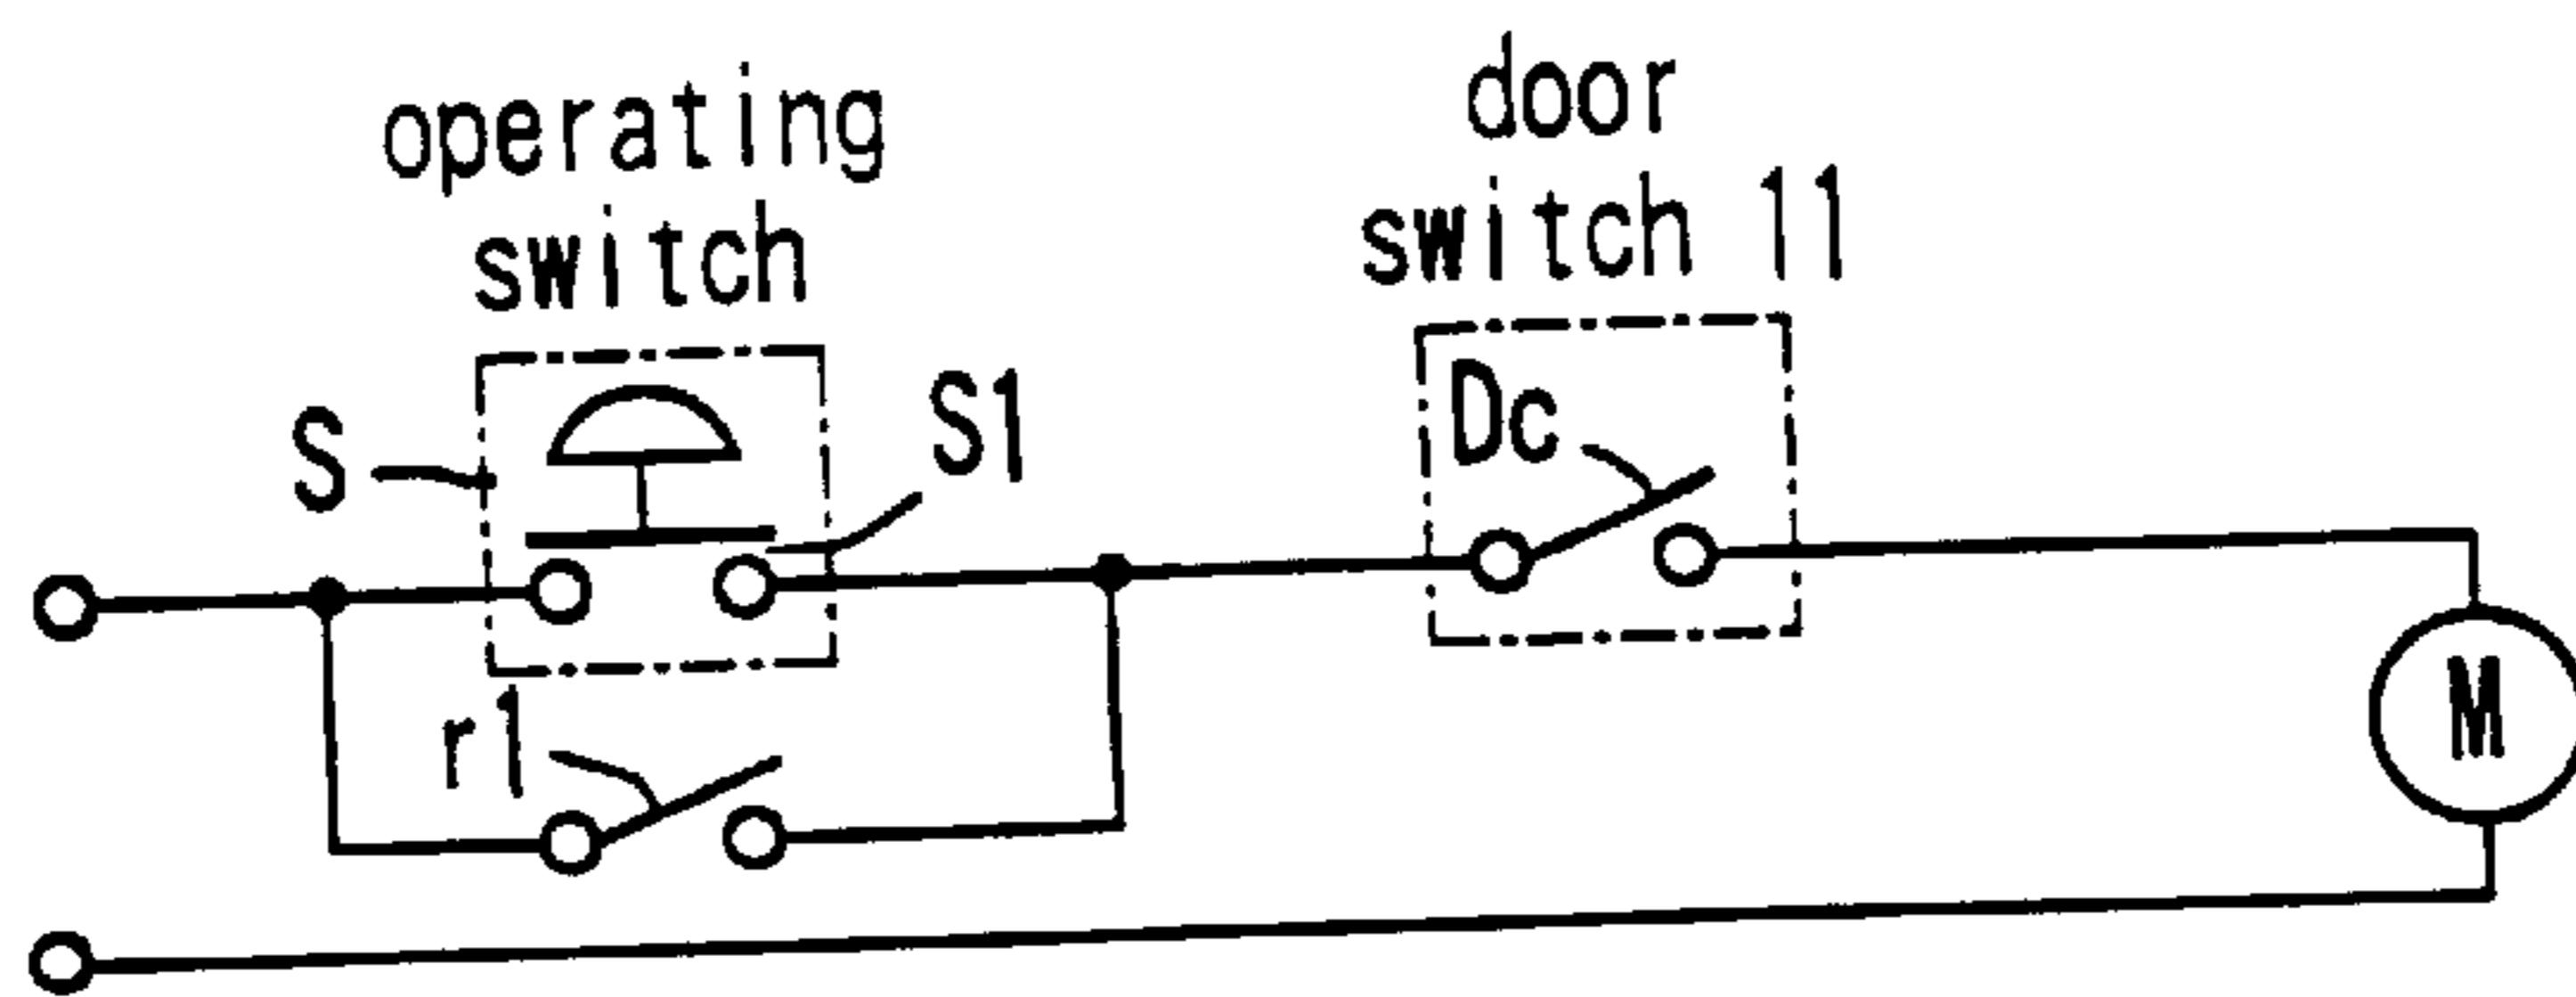 operating
switch
door
switch 11
S
S1
Dc
r1
M